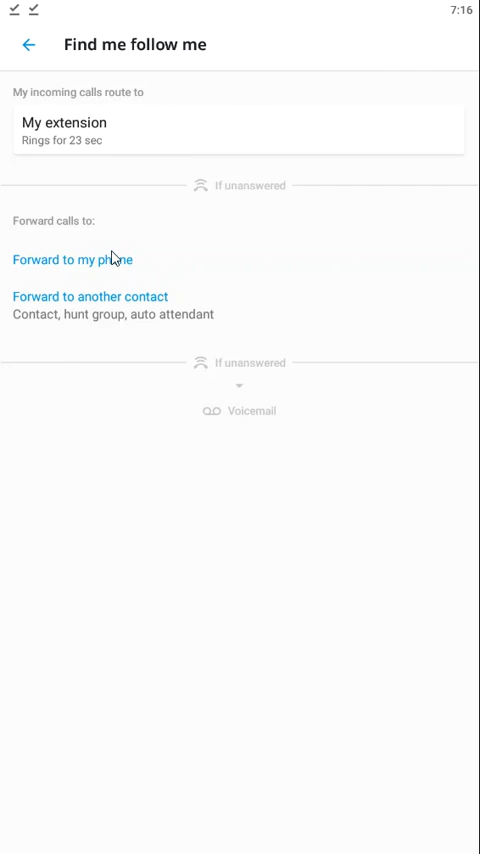 7:16
Find me follow me
My incoming calls route to
My extension
Rings for 23 sec
If unanswered
Forward calls to:
Forward to my phone
Forward to another contact
Contact, hunt group, auto attendant
If unanswered
Voicemail